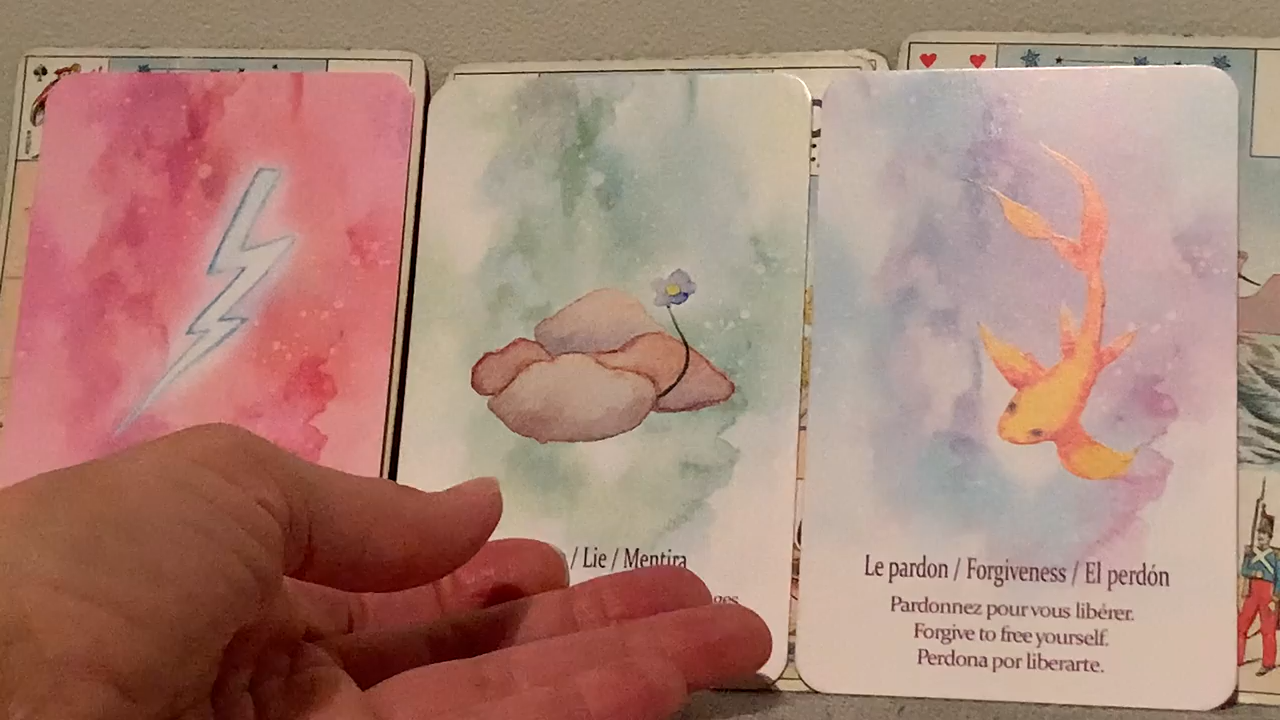 / Lie / Mentira
Le pardon / Forgiveness / El perdón
Pardonnez pour vous libérer.
Forgive to free yourself.
Perdona por liberarte.